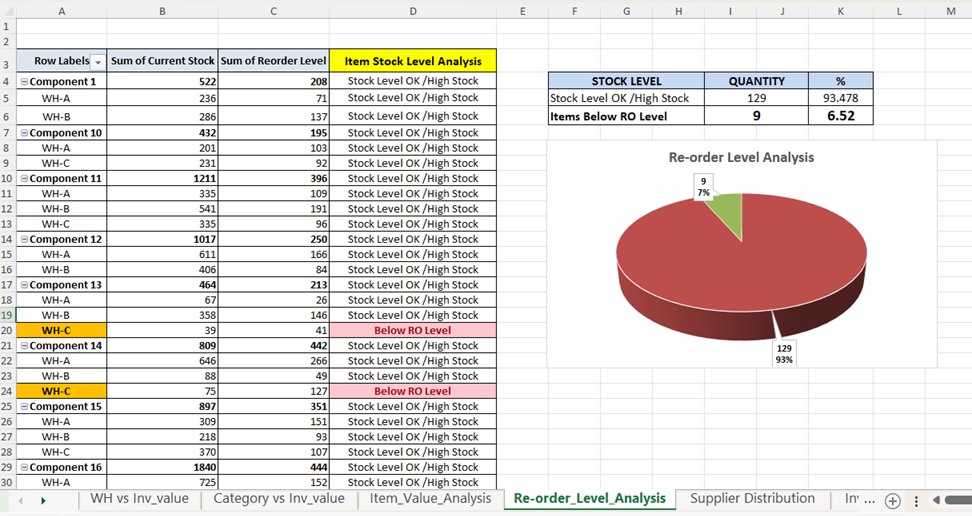 A B C D E F G H I J K L M
1
2
3 Row Labels Sum of Current Stock Sum of Reorder Level Item Stock Level Analysis
4 Component 1 522 208 Stock Level OK /High Stock STOCK LEVEL QUANTITY %
5 WH-A 236 71 Stock Level OK /High Stock Stock Level OK /High Stock 129 93.478
6 WH-B 286 137 Stock Level OK /High Stock Items Below RO Level 9 6.52
7 Component 10 432 195 Stock Level OK /High Stock
8 WH-A 201 103 Stock Level OK /High Stock
9 WH-C 231 92 Stock Level OK /High Stock
10 Component 11 1211 396 Stock Level OK /High Stock
11 WH-A 335 109 Stock Level OK /High Stock
12 WH-B 541 191 Stock Level OK /High Stock
13 WH-C 335 96 Stock Level OK /High Stock
14 Component 12 1017 250 Stock Level OK /High Stock
15 WH-A 611 166 Stock Level OK /High Stock
16 WH-B 406 84 Stock Level OK /High Stock
17 Component 13 464 213 Stock Level OK /High Stock
18 WH-A 67 26 Stock Level OK /High Stock
19 WH-B 358 146 Stock Level OK /High Stock
20 WH-C 39 41 Below RO Level
21 Component 14 809 442 Stock Level OK /High Stock
22 WH-A 646 266 Stock Level OK /High Stock
23 WH-B 88 49 Stock Level OK /High Stock
24 WH-C 75 127 Below RO Level
25 Component 15 897 351 Stock Level OK /High Stock
26 WH-A 309 151 Stock Level OK /High Stock
27 WH-B 218 93 Stock Level OK /High Stock
28 WH-C 370 107 Stock Level OK /High Stock
29 Component 16 1840 444 Stock Level OK /High Stock
30 WH-A 725 152 Stock Level OK /High Stock
Re-order Level Analysis
9
7%
129
93%
WH vs Inv_value Category vs Inv_value Item_Value_Analysis Re-order_Level_Analysis Supplier Distribution In ...